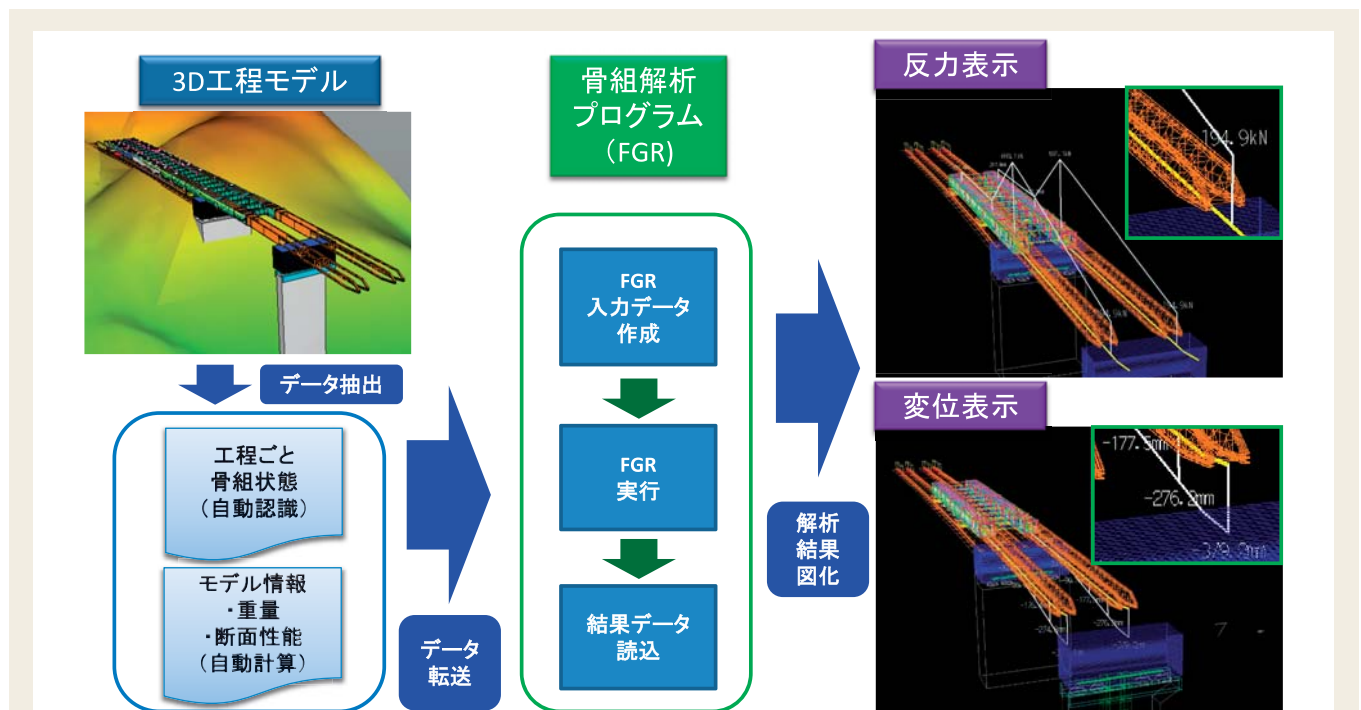 3D工程モデル
データ抽出
工程ごと
骨組状態
（自動認識）
モデル情報
・重量
・断面性能
（自動計算）
データ
転送
骨組解析
プログラム
（FGR）
FGR
入力データ
作成
FGR
実行
結果データ
読込
解析
結果
図化
反力表示
194.9kN
変位表示
-177.5mm
-276.2mm